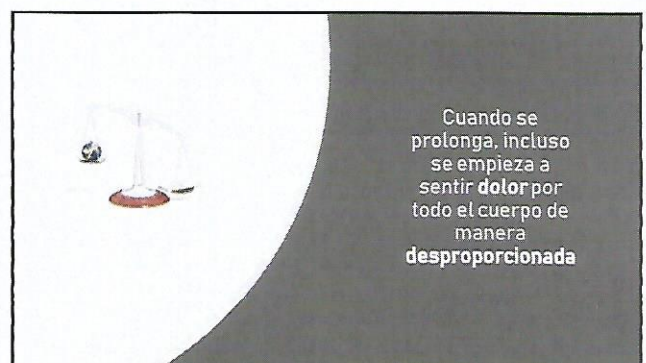 Cuando se
prolonga, incluso
se empieza a
sentir dolor por
todo el cuerpo de
manera
desproporcionada